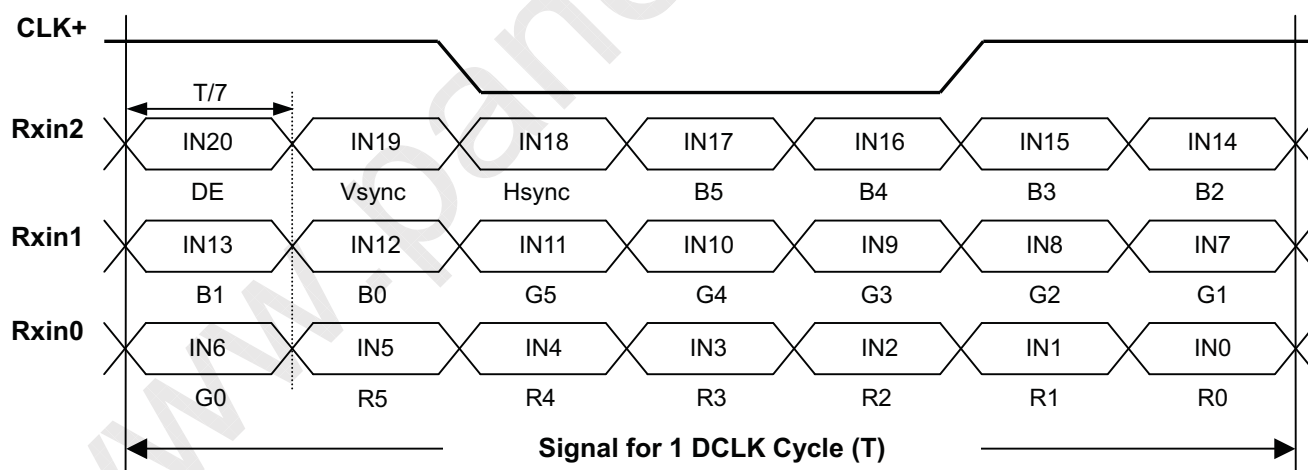 CLK+
T/7
Rxin2
IN20 IN19 IN18 IN17 IN16 IN15 IN14
DE Vsync Hsync B5 B4 B3 B2
Rxin1
IN13 IN12 IN11 IN10 IN9 IN8 IN7
B1 B0 G5 G4 G3 G2 G1
Rxin0
IN6 IN5 IN4 IN3 IN2 IN1 IN0
G0 R5 R4 R3 R2 R1 R0
Signal for 1 DCLK Cycle (T)